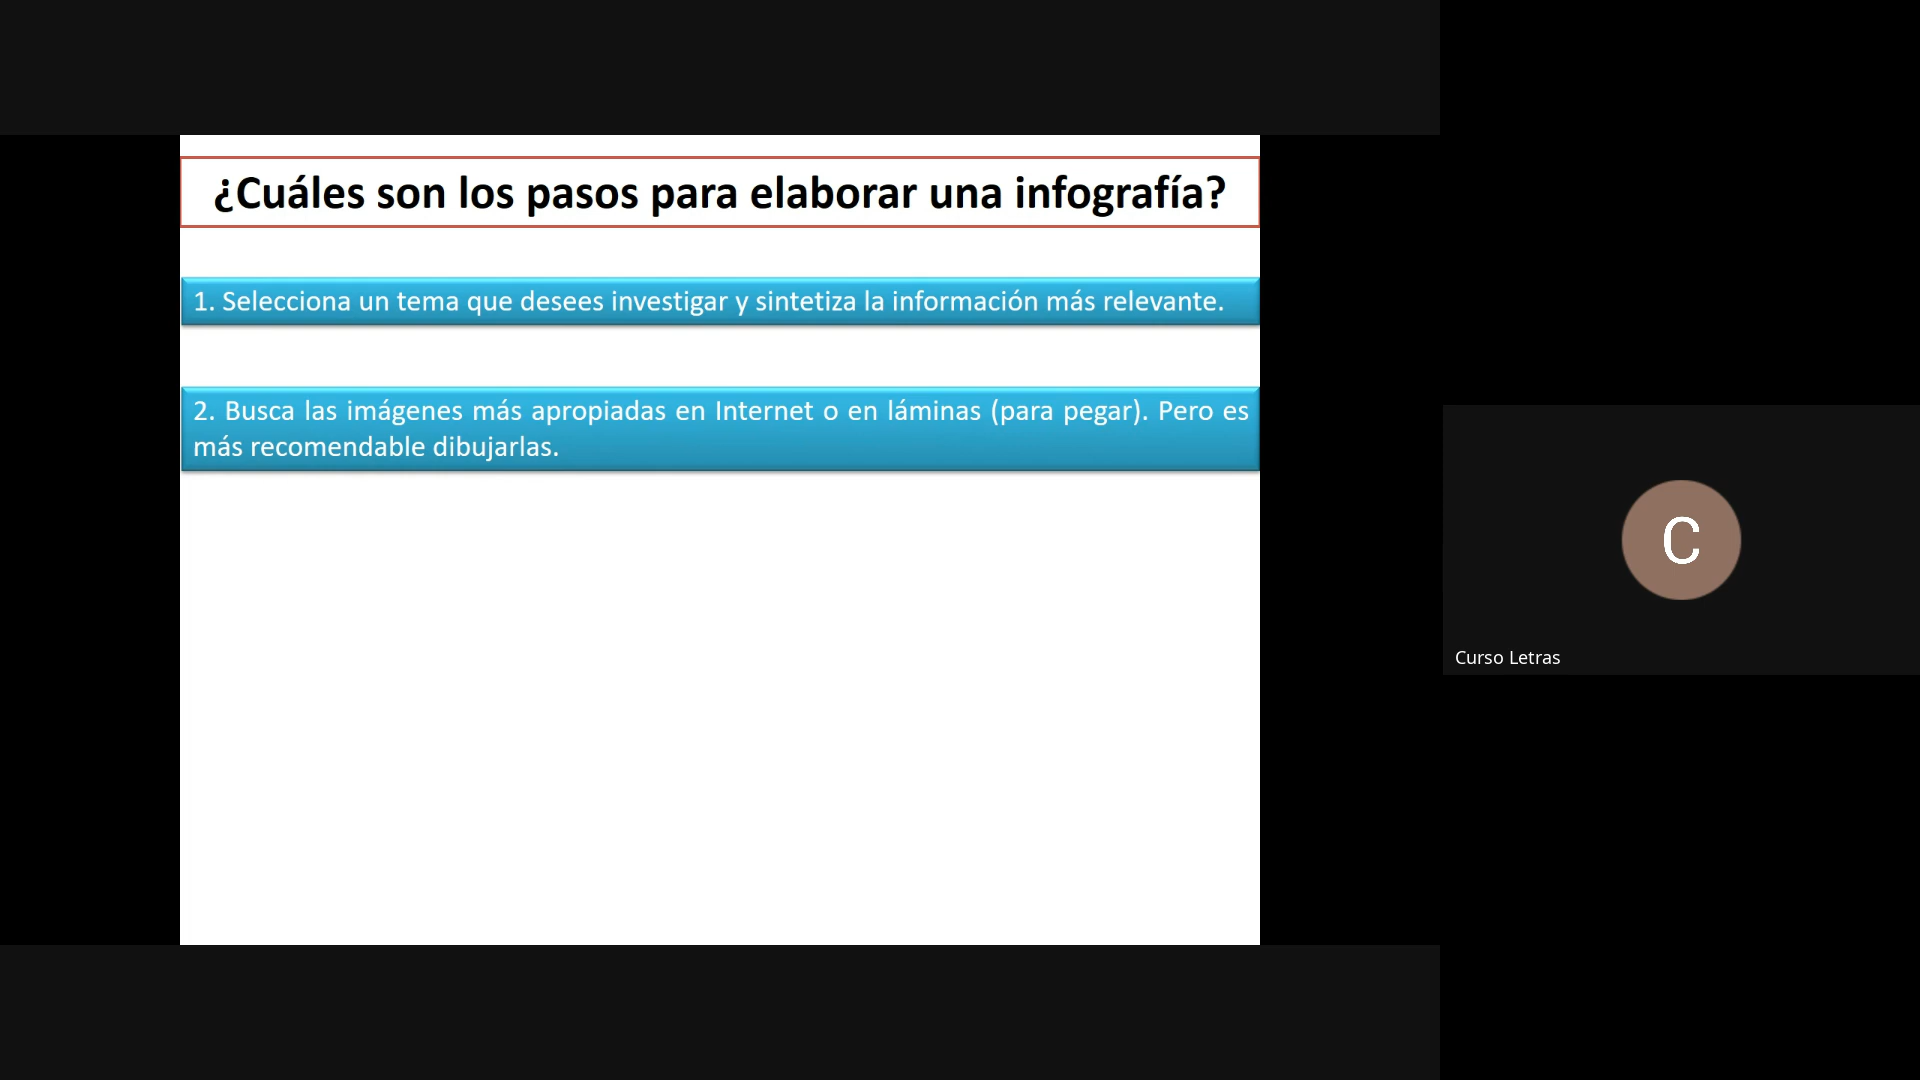 ¿Cuáles son los pasos para elaborar una infografía?
1. Selecciona un tema que desees investigar y sintetiza la información más relevante.
2. Busca las imágenes más apropiadas en Internet o en láminas (para pegar). Pero es
más recomendable dibujarlas.
C
Curso Letras